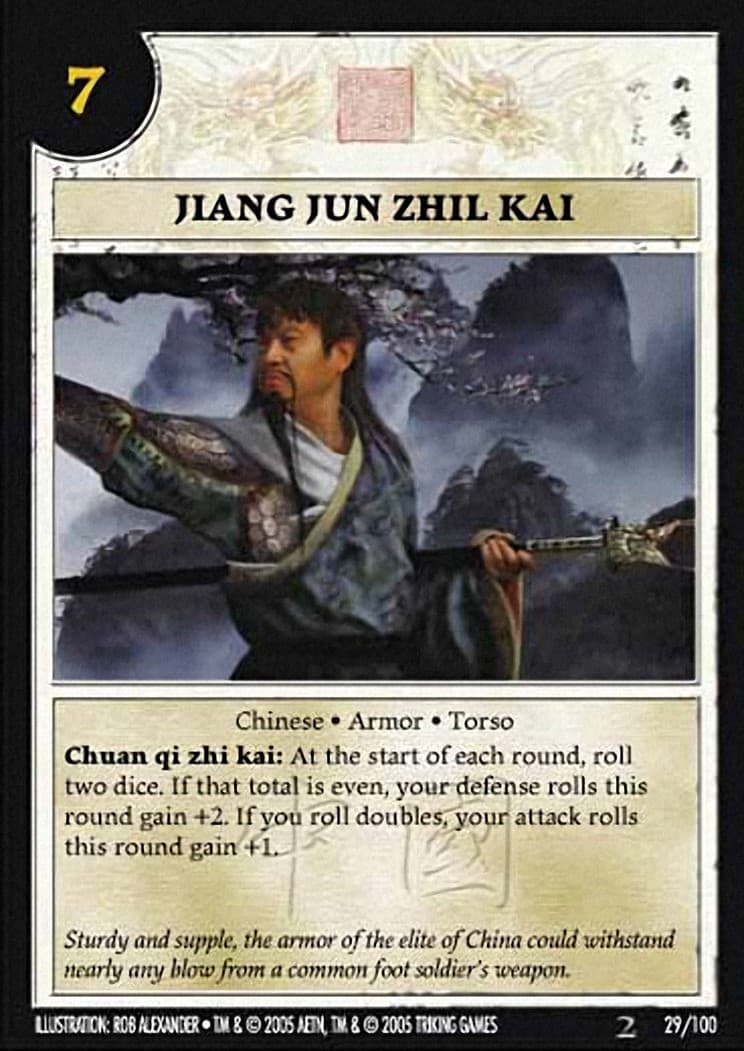 7
JIANG JUN ZHIL KAI
Chinese • Armor • Torso
Chuan qi zhi kai: At the start of each round, roll
two dice. If that total is even, your defense rolls this
round gain +2. If you roll doubles, your attack rolls
this round gain +1.
中國
Sturdy and supple, the armor of the elite of China could withstand
nearly any blow from a common foot soldier's weapon.
ILLUSTRATION: ROB ALEXANDER • TM & © 2005 AETN, TM & © 2005 TRIKING GAMES
2 29/100